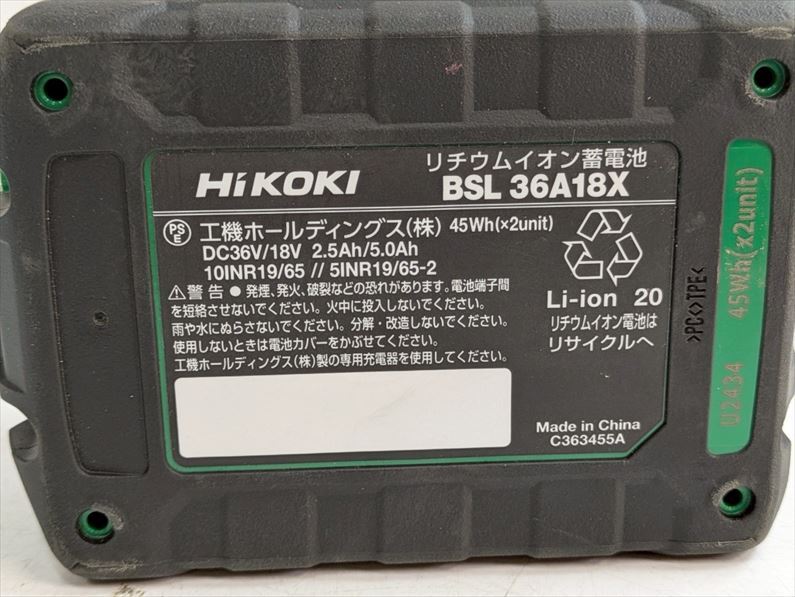 HiKOKI
リチウムイオン蓄電池
BSL 36A18X
PSE 工機ホールディングス(株) 45Wh(×2unit)
DC36V/18V 2.5Ah/5.0Ah
10INR19/65 // 5INR19/65-2
⚠警告 ● 発煙、発火、破裂などの恐れがあります。電池端子間
を短絡させないでください。火中に投入しないでください。
雨や水にぬらさないでください。分解・改造しないでください。
使用しないときは電池カバーをかぶせてください。
工機ホールディングス(株)製の専用充電器を使用してください。
Li-ion 20
リチウムイオン電池は
リサイクルへ
Made in China
C363455A
>PC<>TPE<
U2434 45Wh(×2unit)